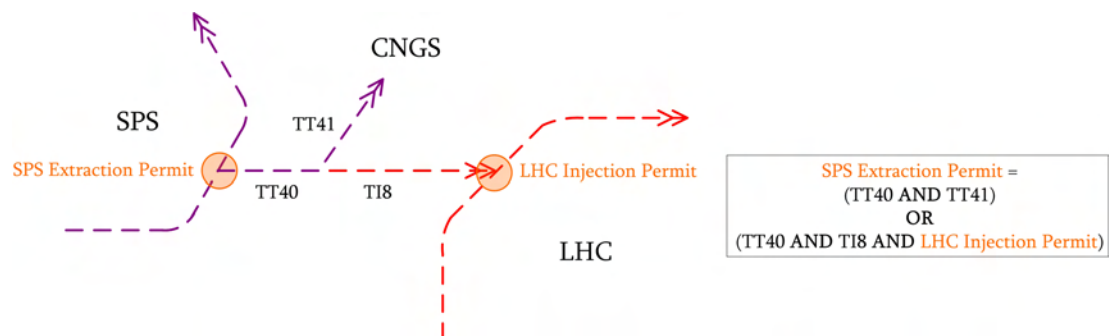 CNGS
SPS
TT41
SPS Extraction Permit
LHC Injection Permit
TT40
TI8
LHC
SPS Extraction Permit =
(TT40 AND TT41)
OR
(TT40 AND TI8 AND LHC Injection Permit)